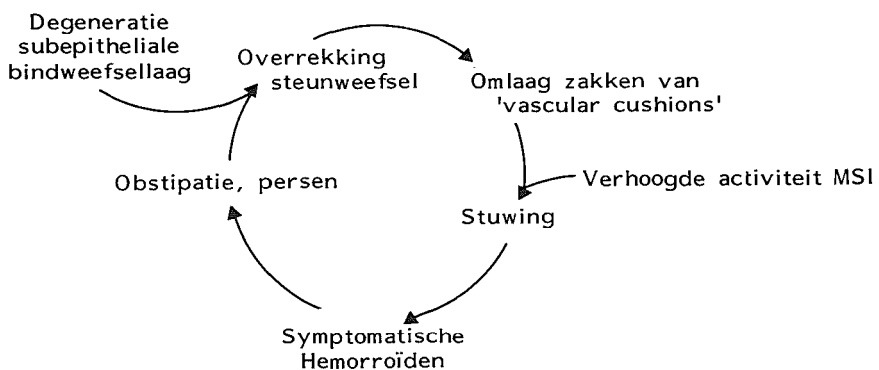 Degeneratie
subepitheliale
bindweefsellaag
Overrekking
steunweefsel
Omlaag zakken van
'vascular cushions'
Verhoogde activiteit MSI
Stuwing
Symptomatische
Hemorroïden
Obstipatie, persen